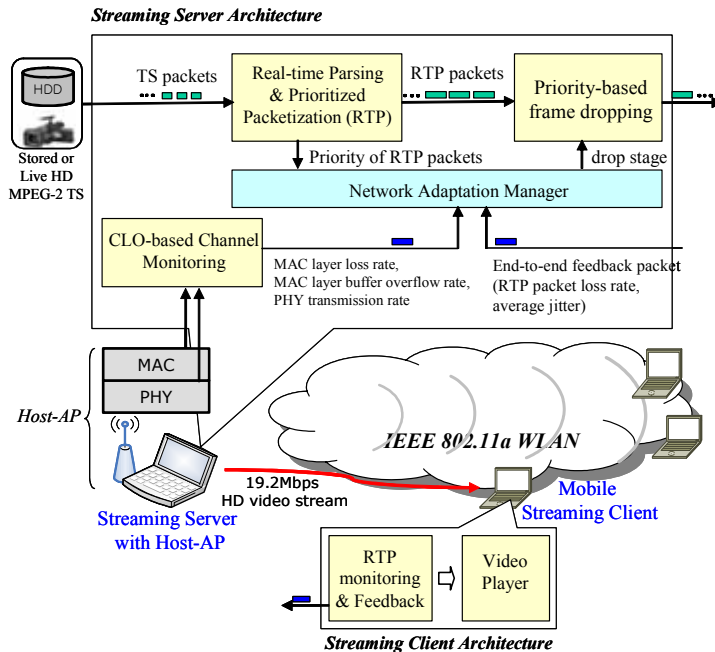 Streaming Server Architecture
HDD
Stored or
Live HD
MPEG-2 TS
TS packets
Real-time Parsing
& Prioritized
Packetization (RTP)
RTP packets
Priority-based
frame dropping
Priority of RTP packets
drop stage
Network Adaptation Manager
CLO-based Channel
Monitoring
MAC layer loss rate,
MAC layer buffer overflow rate,
PHY transmission rate
End-to-end feedback packet
(RTP packet loss rate,
average jitter)
MAC
PHY
Host-AP
IEEE 802.11a WLAN
19.2Mbps
HD video stream
Streaming Server
with Host-AP
Mobile
Streaming Client
RTP
monitoring
& Feedback
Video
Player
Streaming Client Architecture